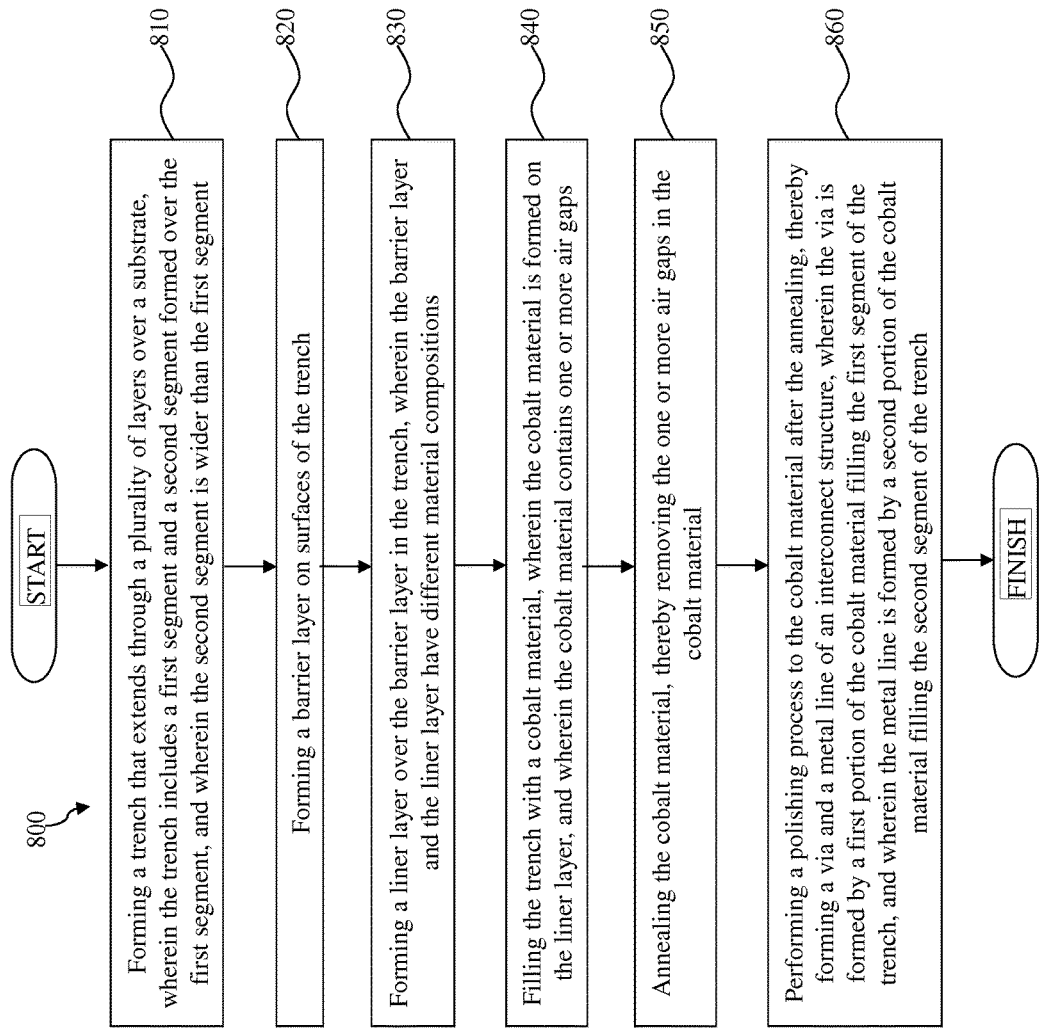 800
START
Forming a trench that extends through a plurality of layers over a substrate,
wherein the trench includes a first segment and a second segment formed over the
first segment, and wherein the second segment is wider than the first segment
810
Forming a barrier layer on surfaces of the trench
820
Forming a liner layer over the barrier layer in the trench, wherein the barrier layer
and the liner layer have different material compositions
830
Filling the trench with a cobalt material, wherein the cobalt material is formed on
the liner layer, and wherein the cobalt material contains one or more air gaps
840
Annealing the cobalt material, thereby removing the one or more air gaps in the
cobalt material
850
Performing a polishing process to the cobalt material after the annealing, thereby
forming a via and a metal line of an interconnect structure, wherein the via is
formed by a first portion of the cobalt material filling the first segment of the
trench, and wherein the metal line is formed by a second portion of the cobalt
material filling the second segment of the trench
860
FINISH